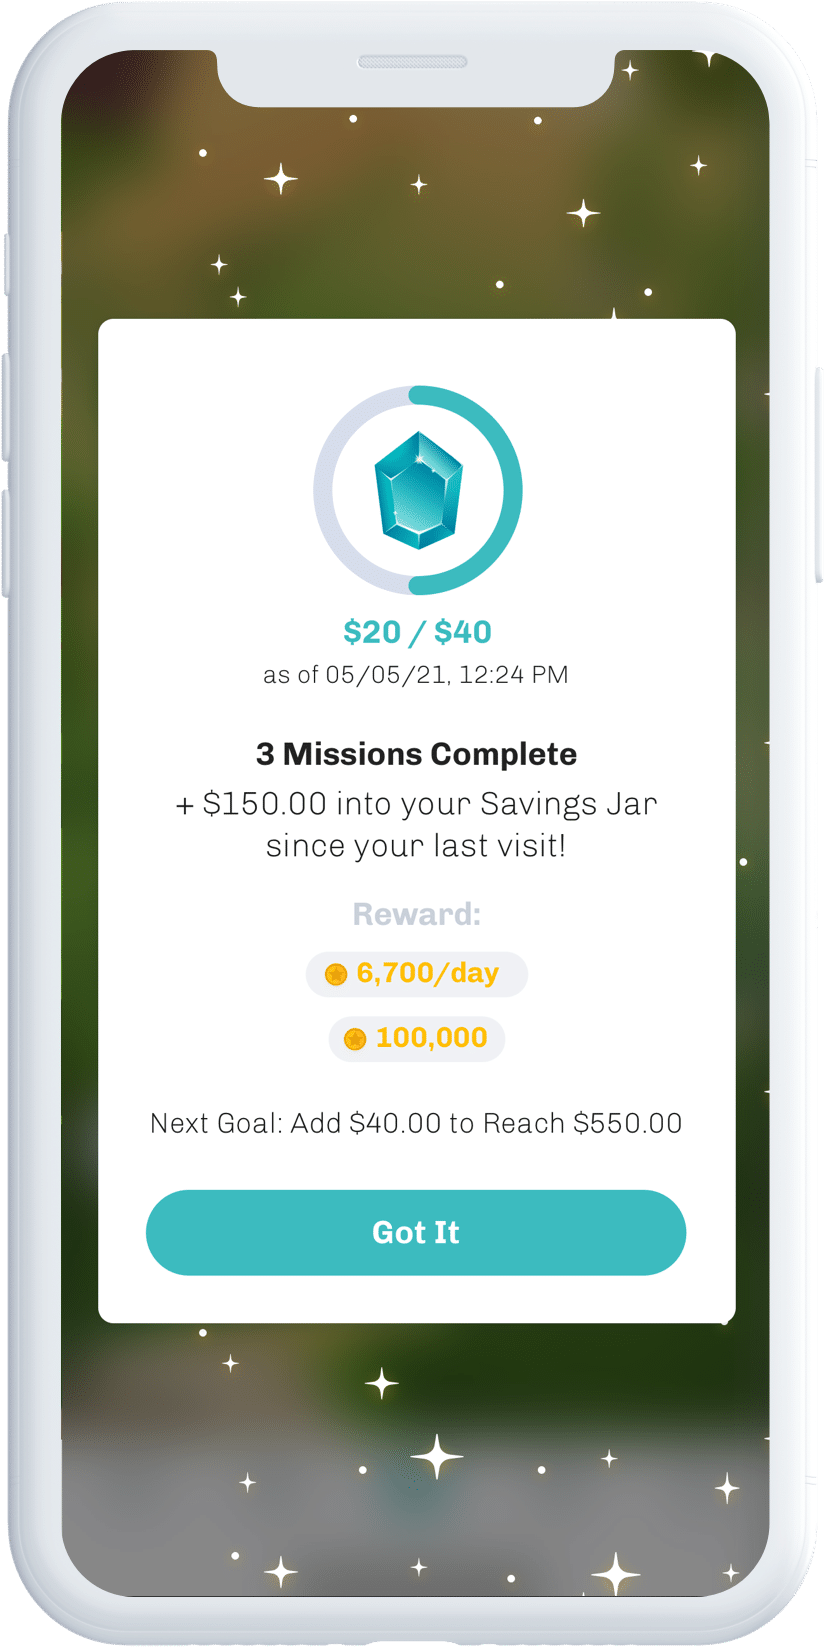 $20 / $40
as of 05/05/21, 12:24 PM
3 Missions Complete
+ $150.00 into your Savings Jar
since your last visit!
Reward:
6,700/day
100,000
Next Goal: Add $40.00 to Reach $550.00
Got It